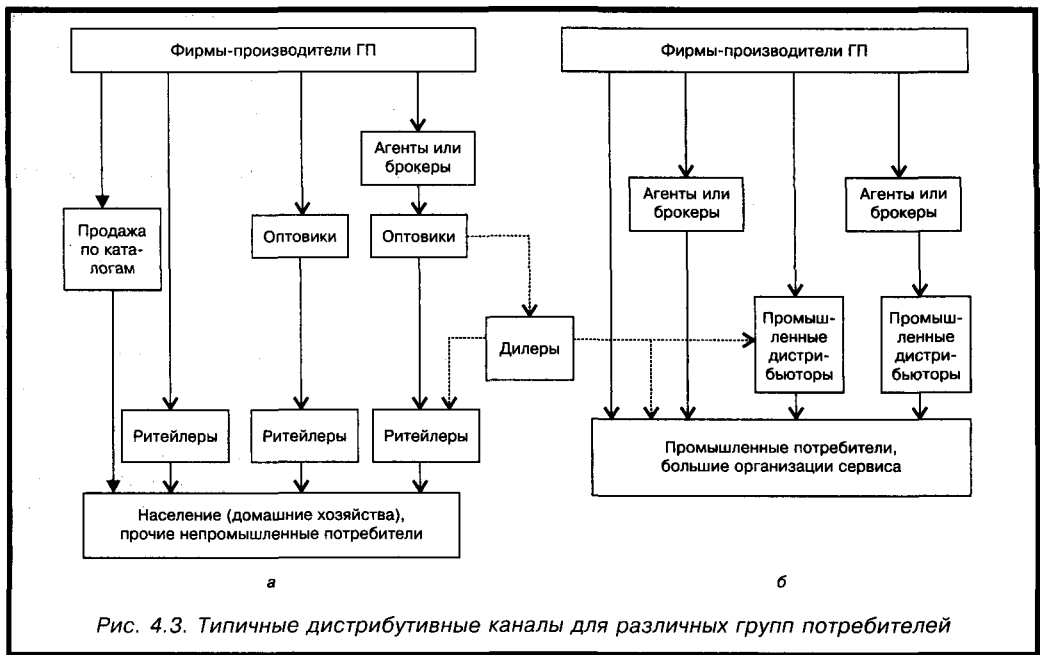 Фирмы-производители ГП
Агенты или
брокеры
Продажа
по ката-
логам
Оптовики
Оптовики
Ритейлеры
Ритейлеры
Ритейлеры
Население (домашние хозяйства),
прочие непромышленные потребители
а
Дилеры
Фирмы-производители ГП
Агенты или
брокеры
Агенты или
брокеры
Промыш-
ленные
дистри-
бьюторы
Промыш-
ленные
дистри-
бьюторы
Промышленные потребители,
большие организации сервиса
б
Рис. 4.3. Типичные дистрибутивные каналы для различных групп потребителей